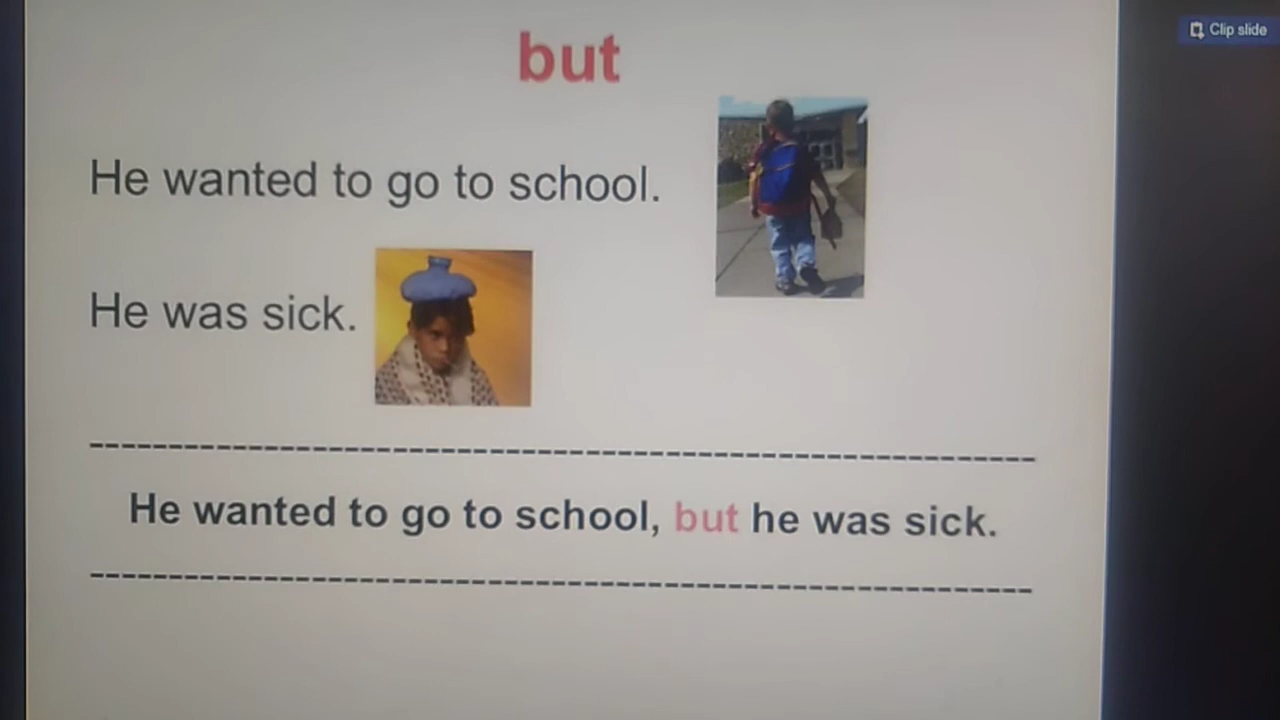 Clip slide
but
He wanted to go to school.
He was sick.
He wanted to go to school, but he was sick.